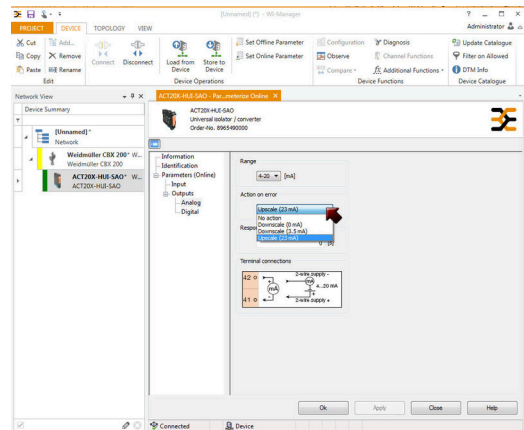 [Unnamed] (*) - WI-Manager
PROJECT DEVICE TOPOLOGY VIEW Administrator
Cut Add...
Copy Remove
Paste Rename
Edit
Connect Disconnect
Load from Device Store to Device
Device Operations
Set Offline Parameter
Set Online Parameter
Configuration Diagnosis
Observe Channel Functions
Compare Additional Functions
Device Functions
Update Catalogue
Filter on Allowed
DTM Info
Device Catalogue
Network View
Device Summary
[Unnamed]*
Network
Weidmüller CBX 200* W...
Weidmüller CBX 200
ACT20X-HUI-SAO* W...
ACT20X-HUI-SAO
ACT20X-HUI-SAO - Par...meterize Online
ACT20X-HUI-SAO
Universal isolator / converter
Order-No. 8965490000
Information
Identification
Parameters (Online)
Input
Outputs
Analog
Digital
Range
4-20 [mA]
Action on error
Upscale (23 mA)
No action
Downscale (0 mA)
Downscale (3.5 mA)
Upscale (23 mA)
Respo
0 [s]
Terminal connections
42 2-wire supply -
mA mA 4..20 mA
41 2-wire supply +
Ok Apply Close Help
Connected Device